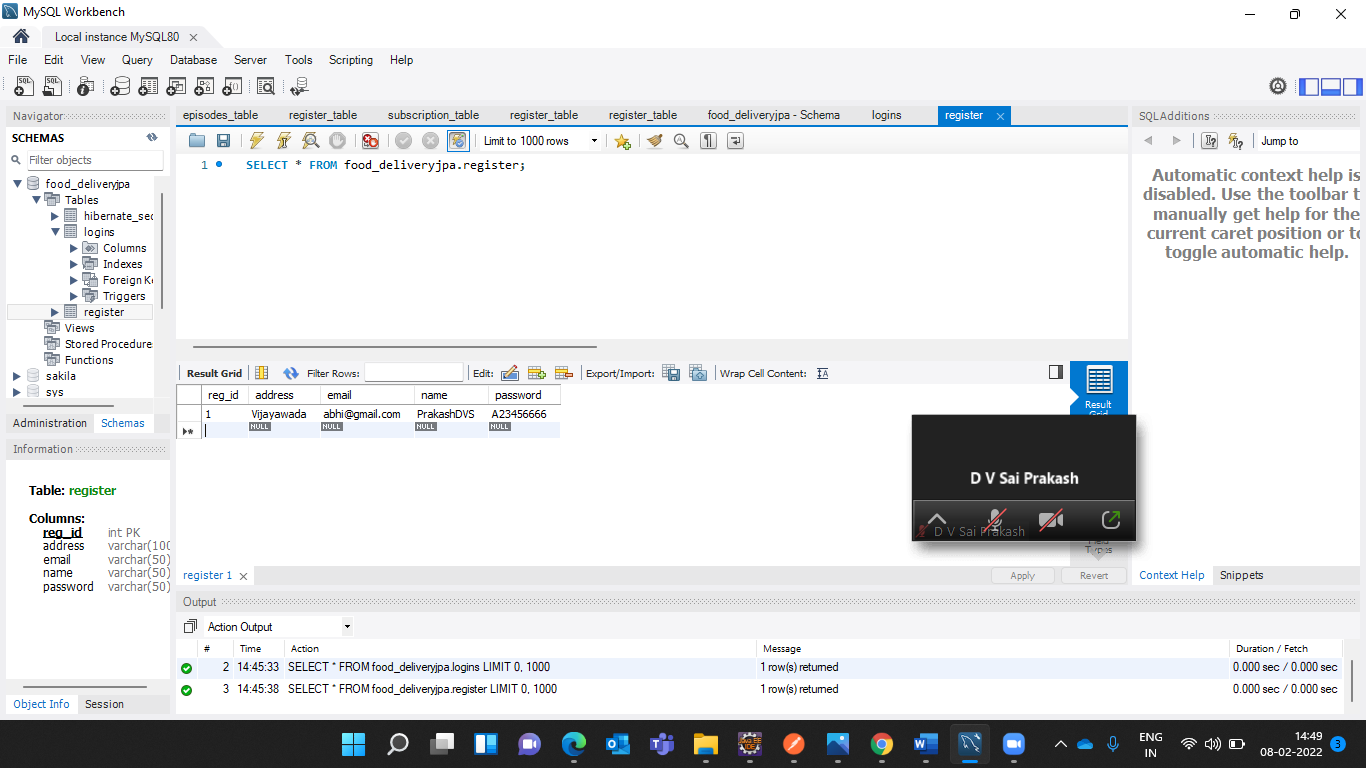 MySQL Workbench
Local instance MySQL80
File Edit View Query Database Server Tools Scripting Help
Navigator
SCHEMAS
Filter objects
food_deliveryjpa
Tables
hibernate_sec
logins
Columns
Indexes
Foreign Ke
Triggers
register
Views
Stored Procedure
Functions
sakila
sys
Administration Schemas
Information
Table: register
Columns:
reg_id int PK
address varchar(100
email varchar(50)
name varchar(50)
password varchar(50)
Object Info Session
episodes_table register_table subscription_table register_table register_table food_deliveryjpa - Schema logins register
Limit to 1000 rows
1 SELECT * FROM food_deliveryjpa.register;
Result Grid Filter Rows: Edit: Export/Import: Wrap Cell Content:
reg_id address email name password
1 Vijayawada abhi@gmail.com PrakashDVS A23456666
NULL NULL NULL NULL
Result
Grid
D V Sai Prakash
D V Sai Prakash
Field
Types
register 1
Apply Revert
SQLAdditions
Jump to
Automatic context help is
disabled. Use the toolbar t
manually get help for the
current caret position or to
toggle automatic help.
Context Help Snippets
Output
Action Output
# Time Action Message Duration / Fetch
2 14:45:33 SELECT * FROM food_deliveryjpa.logins LIMIT 0, 1000 1 row(s) returned 0.000 sec / 0.000 sec
3 14:45:38 SELECT * FROM food_deliveryjpa.register LIMIT 0, 1000 1 row(s) returned 0.000 sec / 0.000 sec
ENG
IN
14:49
08-02-2022
3